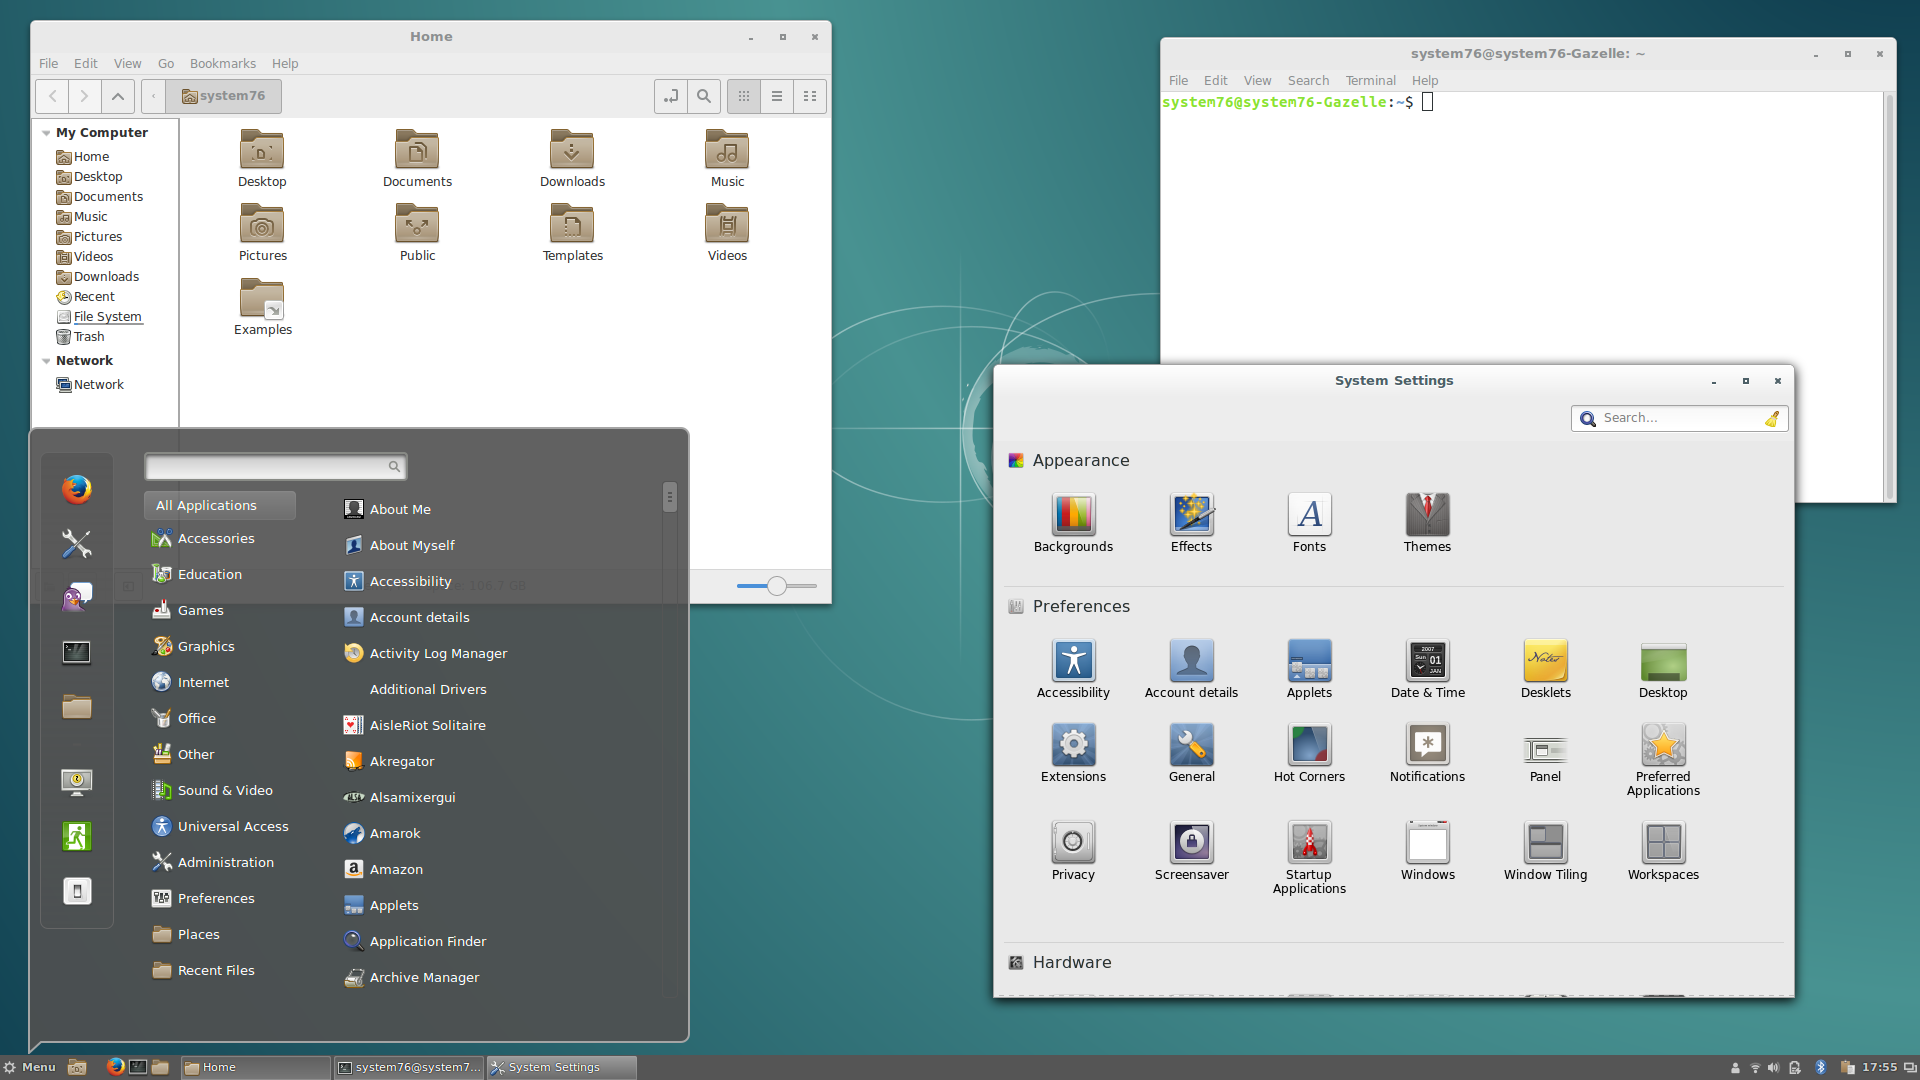 Home
File Edit View Go Bookmarks Help
system76
My Computer
Home
Desktop
Documents
Music
Pictures
Videos
Downloads
Recent
File System
Trash
Network
Network
Desktop Documents Downloads Music
Pictures Public Templates Videos
Examples
system76@system76-Gazelle: ~
File Edit View Search Terminal Help
system76@system76-Gazelle:~$
All Applications
Accessories
Education
Games
Graphics
Internet
Office
Other
Sound & Video
Universal Access
Administration
Preferences
Places
Recent Files
About Me
About Myself
Accessibility
Account details
Activity Log Manager
Additional Drivers
AisleRiot Solitaire
Akregator
Alsamixergui
Amarok
Amazon
Applets
Application Finder
Archive Manager
System Settings
Search...
Appearance
Backgrounds Effects Fonts Themes
Preferences
Accessibility Account details Applets Date & Time Desklets Desktop
Extensions General Hot Corners Notifications Panel Preferred
Applications
Privacy Screensaver Startup Windows Window Tiling Workspaces
Applications
Hardware
Menu Home system76@system7... System Settings 17:55